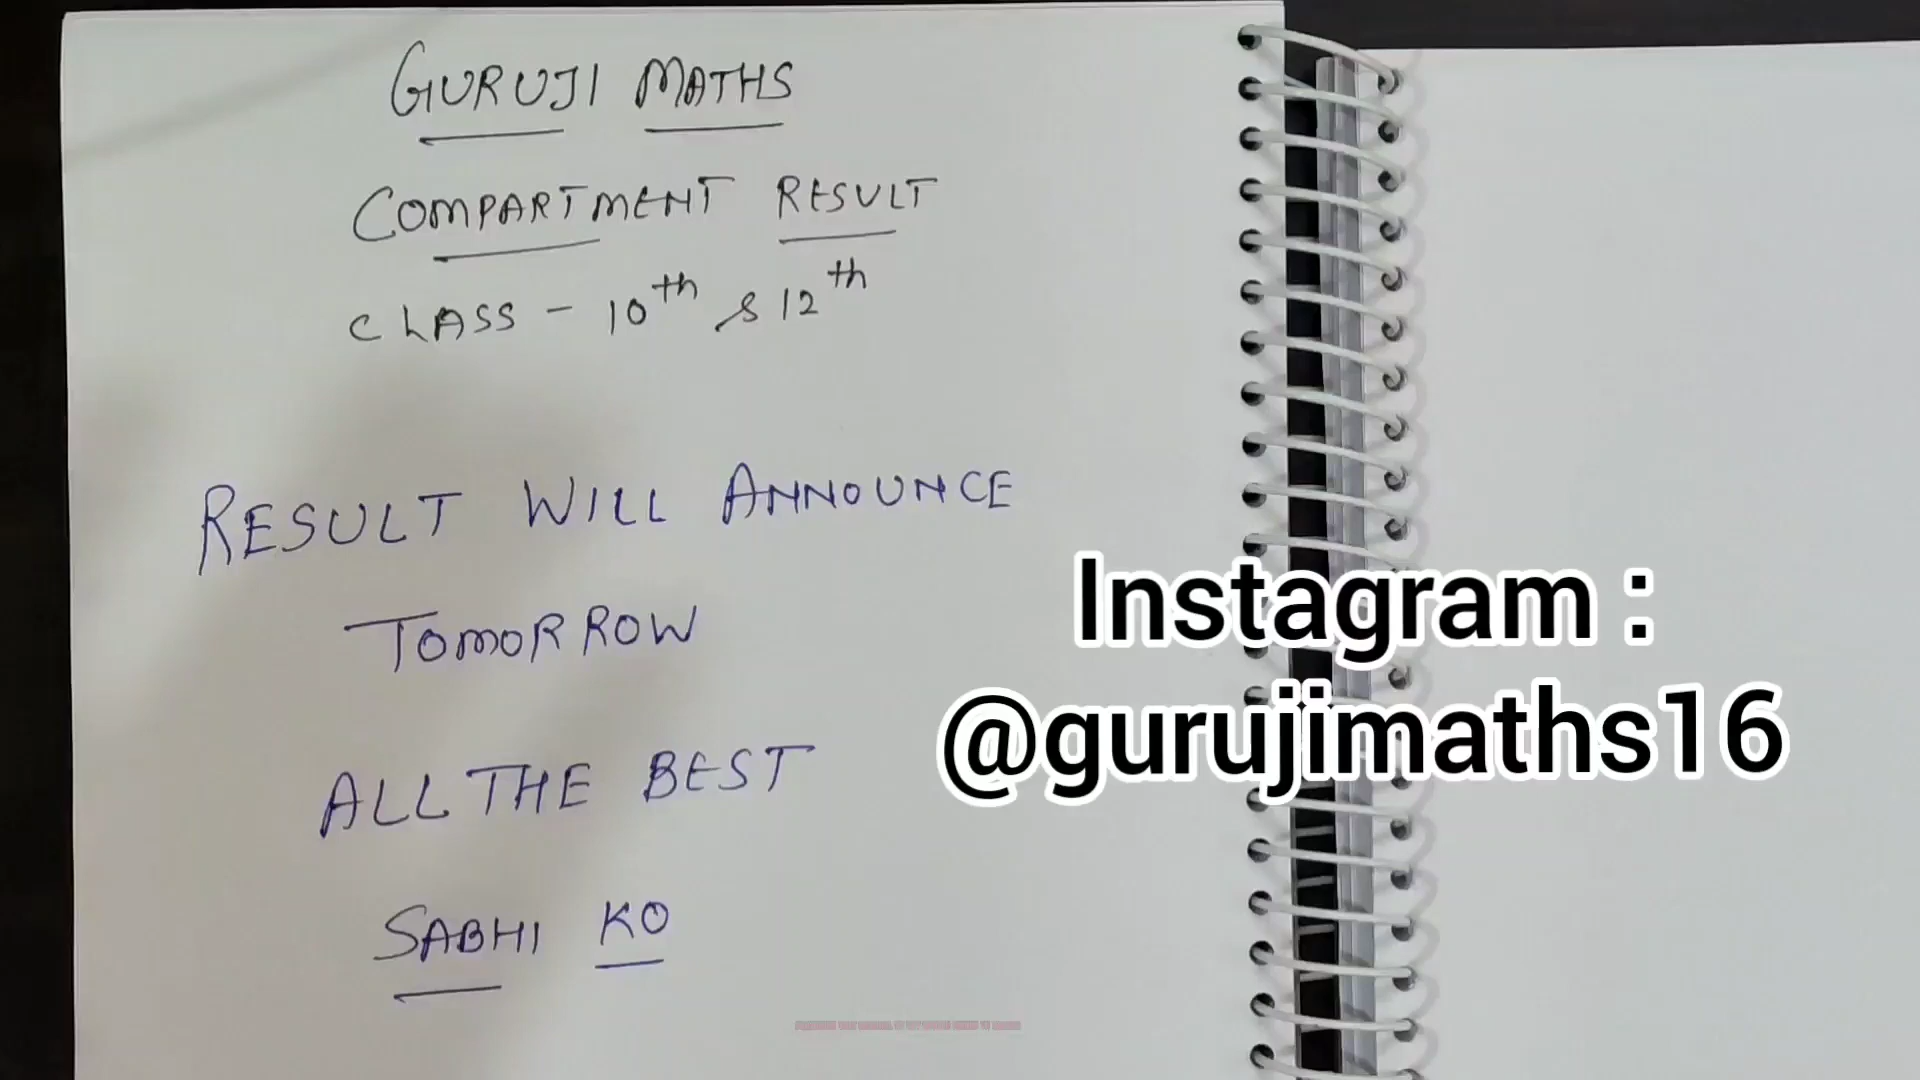 GURUJI MATHS
COMPARTMENT RESULT
CLASS - 10th & 12th
RESULT WILL ANNOUNCE
TOMORROW
ALL THE BEST
SABHI KO
Instagram :
@gurujimaths16